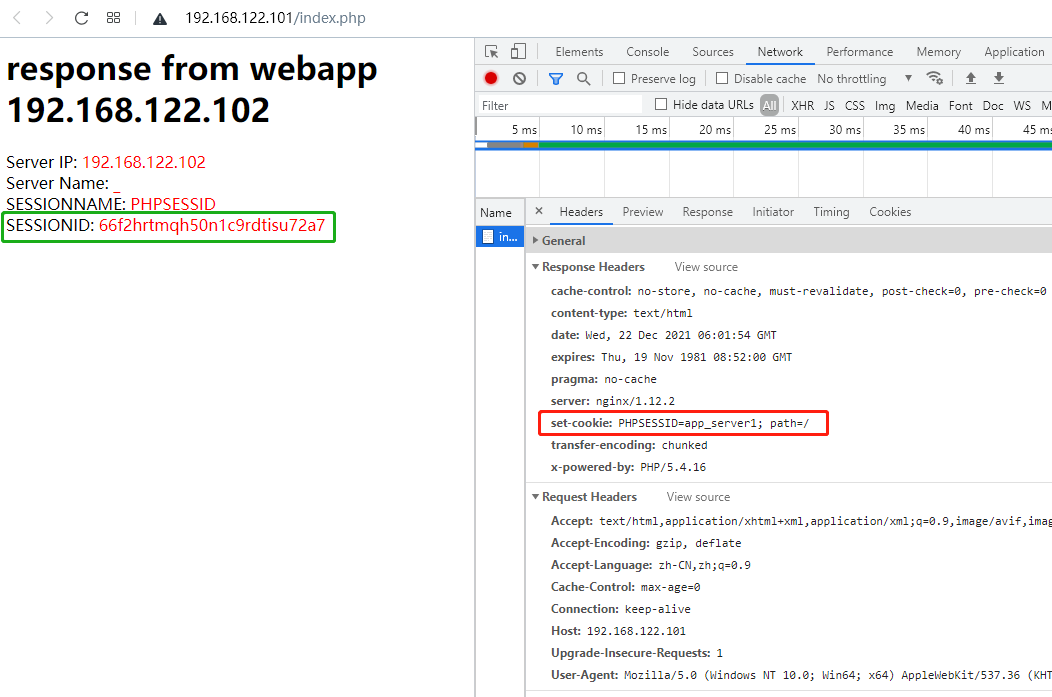 192.168.122.101/index.php
response from webapp
192.168.122.102
Server IP: 192.168.122.102
Server Name: _
SESSIONNAME: PHPSESSID
SESSIONID: 66f2hrtmqh50n1c9rdtisu72a7
Elements Console Sources Network Performance Memory Application
Preserve log Disable cache No throttling
Filter Hide data URLs All XHR JS CSS Img Media Font Doc WS M
5 ms 10 ms 15 ms 20 ms 25 ms 30 ms 35 ms 40 ms 45 ms
Name × Headers Preview Response Initiator Timing Cookies
in...
General
Response Headers View source
cache-control: no-store, no-cache, must-revalidate, post-check=0, pre-check=0
content-type: text/html
date: Wed, 22 Dec 2021 06:01:54 GMT
expires: Thu, 19 Nov 1981 08:52:00 GMT
pragma: no-cache
server: nginx/1.12.2
set-cookie: PHPSESSID=app_server1; path=/
transfer-encoding: chunked
x-powered-by: PHP/5.4.16
Request Headers View source
Accept: text/html,application/xhtml+xml,application/xml;q=0.9,image/avif,imag
Accept-Encoding: gzip, deflate
Accept-Language: zh-CN,zh;q=0.9
Cache-Control: max-age=0
Connection: keep-alive
Host: 192.168.122.101
Upgrade-Insecure-Requests: 1
User-Agent: Mozilla/5.0 (Windows NT 10.0; Win64; x64) AppleWebKit/537.36 (KHT